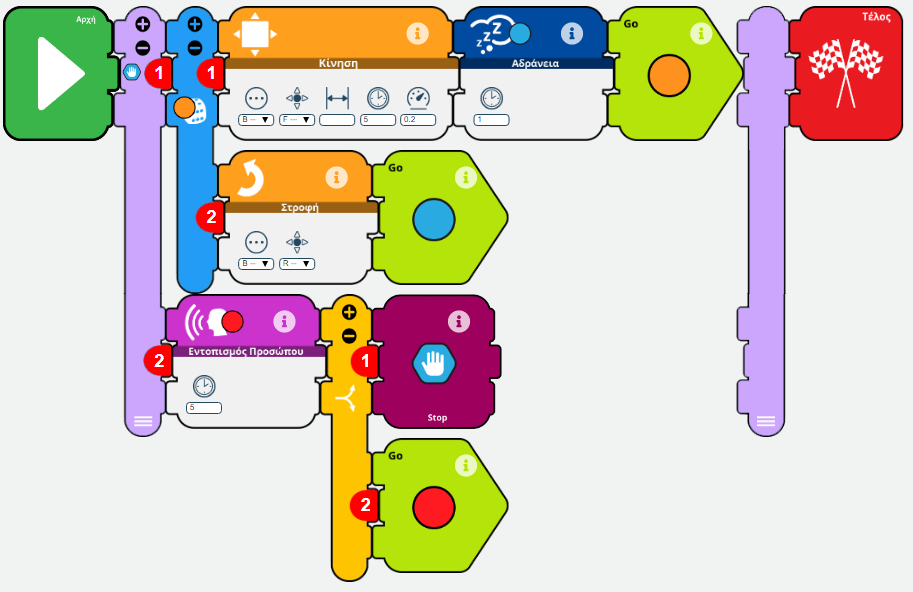 Αρχή
1
1
Κίνηση
B ···
F ···
5
0.2
z z Z
Αδράνεια
1
Go
Τέλος
2
Στροφή
B ···
R ···
Go
2
Εντοπισμός Προσώπου
5
1
Stop
2
Go